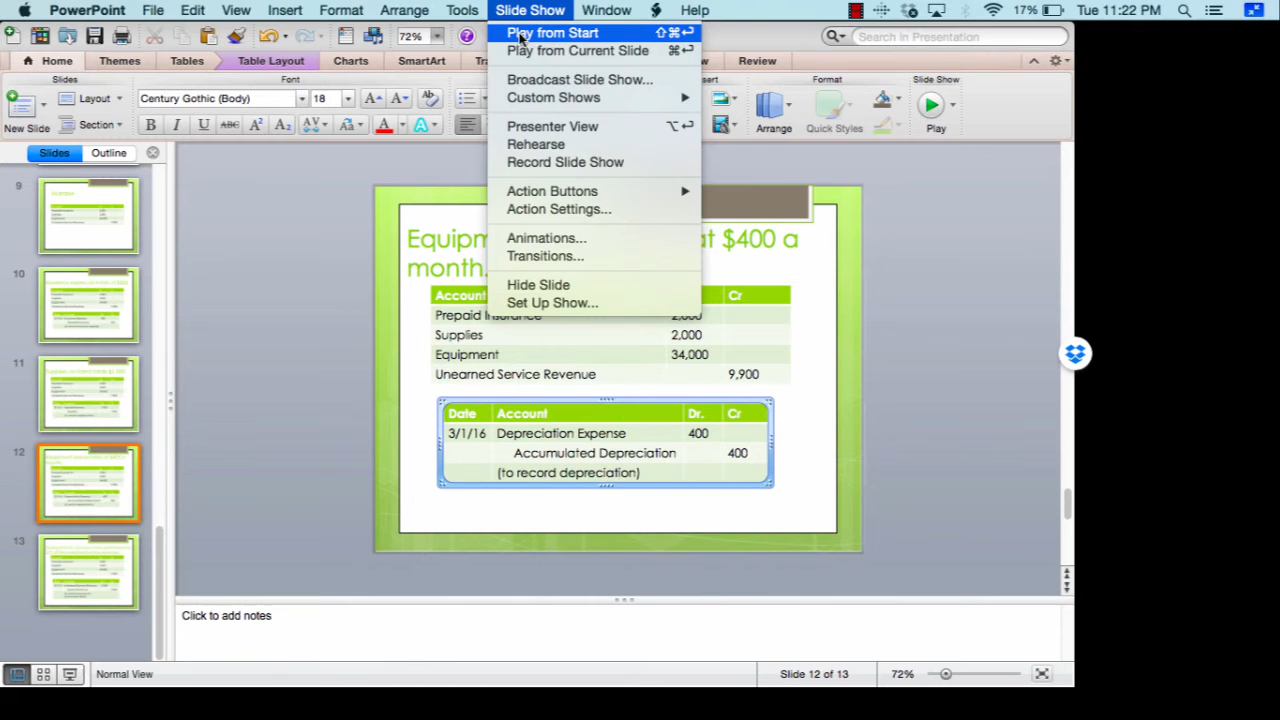 PowerPoint File Edit View Insert Format Arrange Tools Slide Show Window Help 17% Tue 11:22 PM
72% Search in Presentation
Home Themes Tables Table Layout Charts SmartArt Review
Slides Font Format Slide Show
New Slide Layout Section Century Gothic (Body) 18 Arrange Quick Styles Play
B I U ABC A² A₂
Play from Start ⇧⌘↩
Play from Current Slide ⌘↩
Broadcast Slide Show...
Custom Shows
Presenter View ⌥↩
Rehearse
Record Slide Show
Action Buttons
Action Settings...
Animations...
Transitions...
Hide Slide
Set Up Show...
Slides Outline
9
10
11
12
13
at $400 a
month.
Account Cr
Prepaid Insurance
Supplies 2,000
Equipment 34,000
Unearned Service Revenue 9,900
Date Account Dr. Cr
3/1/16 Depreciation Expense 400
Accumulated Depreciation 400
(to record depreciation)
Click to add notes
Normal View Slide 12 of 13 72%